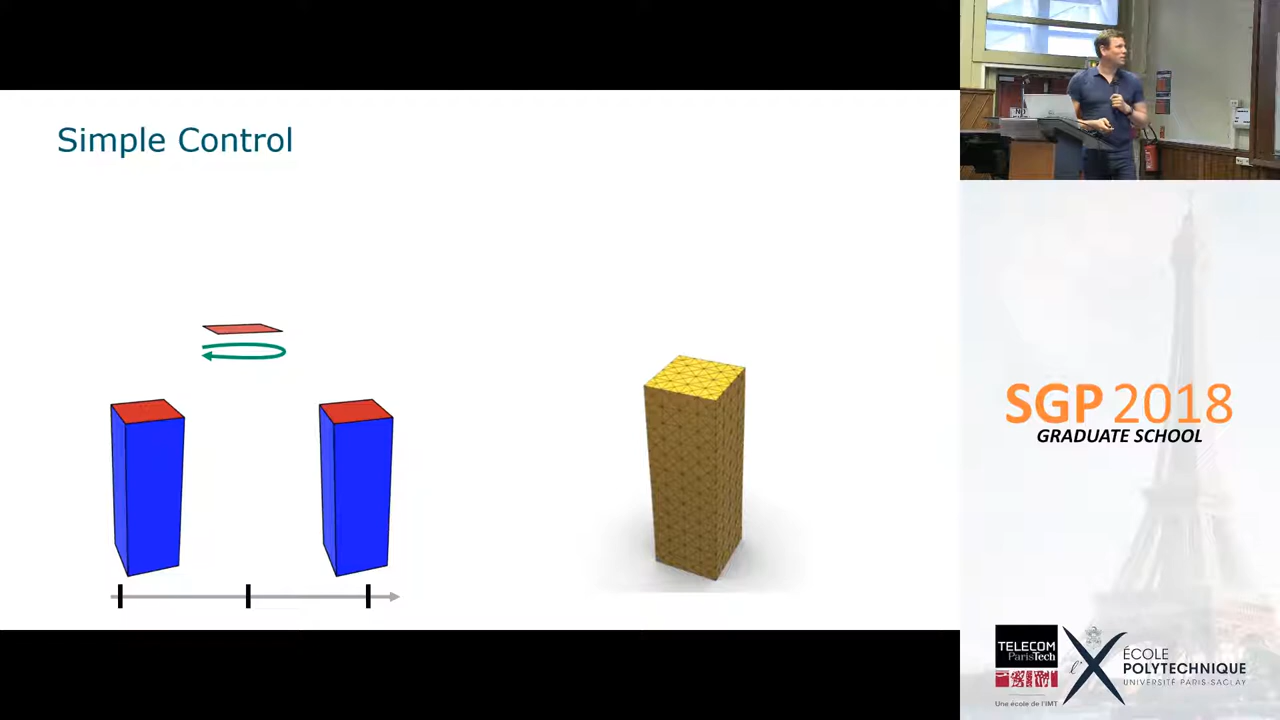 Simple Control
SGP 2018
GRADUATE SCHOOL
TELECOM
ParisTech
Une école de l'IMT
ÉCOLE
POLYTECHNIQUE
UNIVERSITÉ PARIS-SACLAY